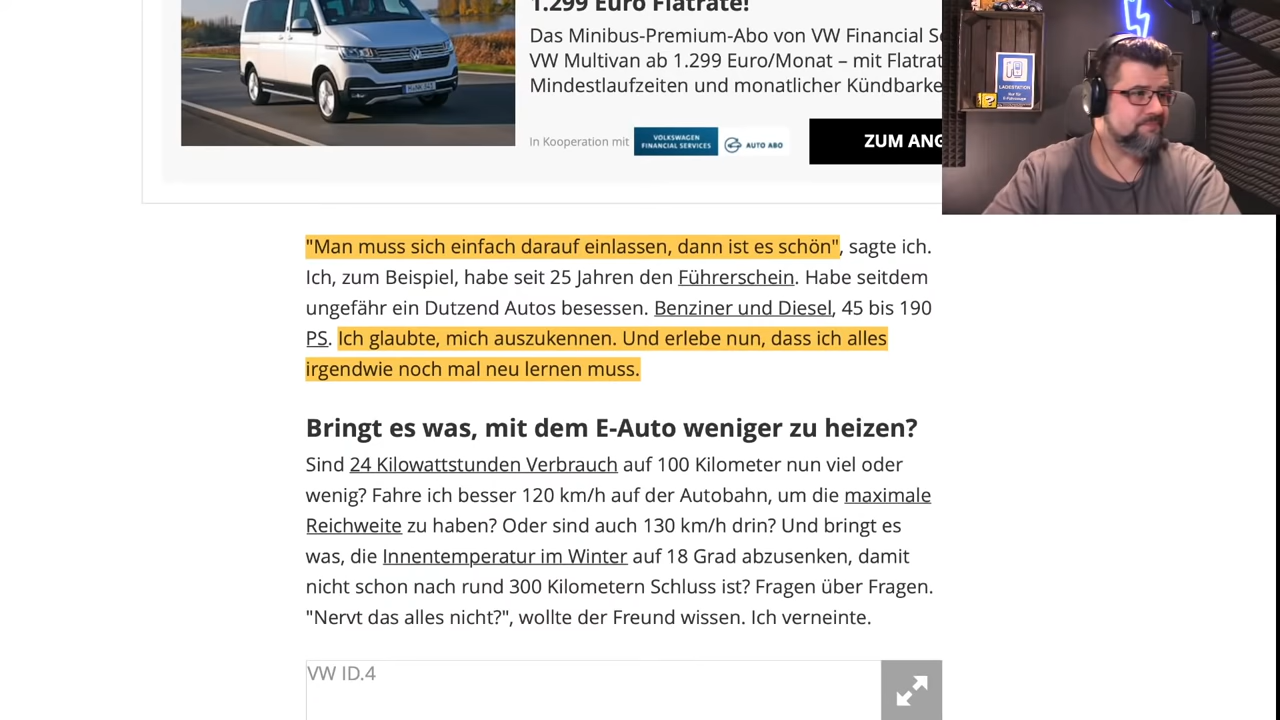 1.299 Euro Flatrate!
Das Minibus-Premium-Abo von VW Financial Se
VW Multivan ab 1.299 Euro/Monat – mit Flatrat
Mindestlaufzeiten und monatlicher Kündbarke
In Kooperation mit
VOLKSWAGEN
FINANCIAL SERVICES
AUTO ABO
ZUM ANG
LADESTATION
Nur für
E-Fahrzeuge
"Man muss sich einfach darauf einlassen, dann ist es schön", sagte ich.
Ich, zum Beispiel, habe seit 25 Jahren den Führerschein. Habe seitdem
ungefähr ein Dutzend Autos besessen. Benziner und Diesel, 45 bis 190
PS. Ich glaubte, mich auszukennen. Und erlebe nun, dass ich alles
irgendwie noch mal neu lernen muss.
Bringt es was, mit dem E-Auto weniger zu heizen?
Sind 24 Kilowattstunden Verbrauch auf 100 Kilometer nun viel oder
wenig? Fahre ich besser 120 km/h auf der Autobahn, um die maximale
Reichweite zu haben? Oder sind auch 130 km/h drin? Und bringt es
was, die Innentemperatur im Winter auf 18 Grad abzusenken, damit
nicht schon nach rund 300 Kilometern Schluss ist? Fragen über Fragen.
"Nervt das alles nicht?", wollte der Freund wissen. Ich verneinte.
VW ID.4